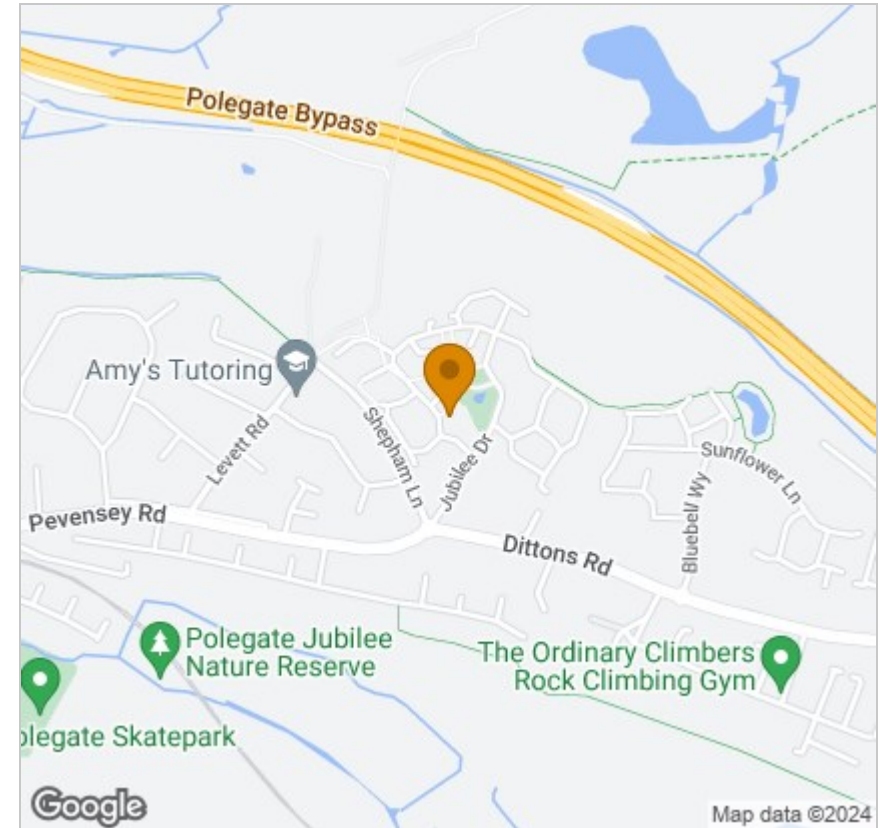 Polegate Bypass
Amy's Tutoring
Levett Rd
Shepham Ln
Jubilee Dr
Sunflower Ln
Bluebell Wy
Pevensey Rd
Dittons Rd
Polegate Jubilee
Nature Reserve
The Ordinary Climbers
Rock Climbing Gym
olegate Skatepark
Google
Map data ©2024